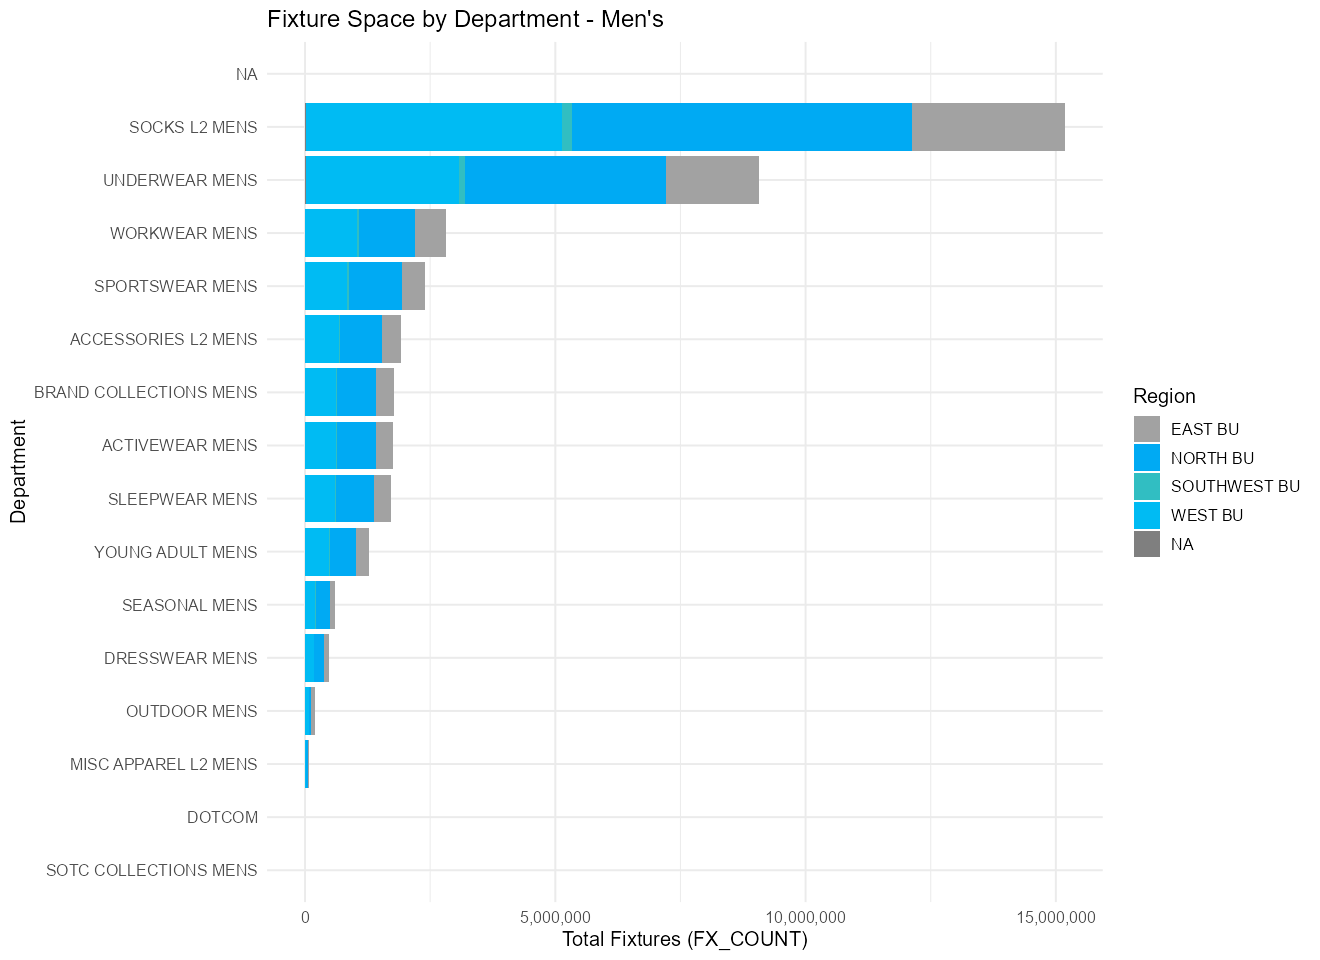 Fixture Space by Department - Men's
NA
SOCKS L2 MENS
UNDERWEAR MENS
WORKWEAR MENS
SPORTSWEAR MENS
ACCESSORIES L2 MENS
BRAND COLLECTIONS MENS
ACTIVEWEAR MENS
SLEEPWEAR MENS
YOUNG ADULT MENS
SEASONAL MENS
DRESSWEAR MENS
OUTDOOR MENS
MISC APPAREL L2 MENS
DOTCOM
SOTC COLLECTIONS MENS
Department
0
5,000,000
10,000,000
15,000,000
Total Fixtures (FX_COUNT)
Region
EAST BU
NORTH BU
SOUTHWEST BU
WEST BU
NA